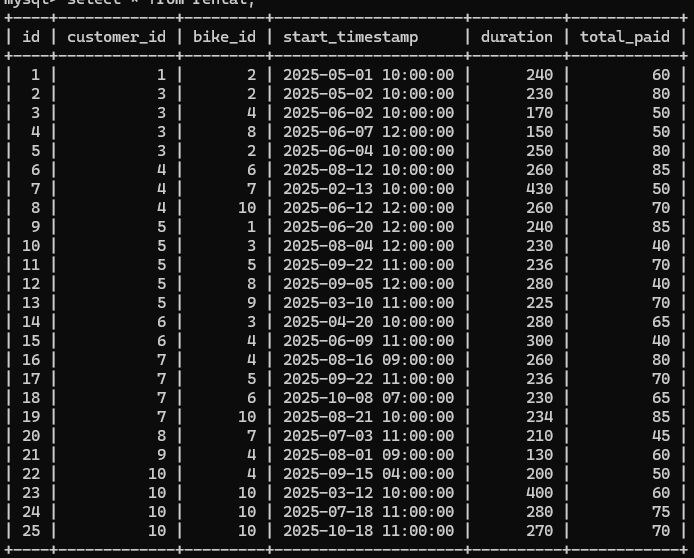 mysql> select * from rental;
+----+-------------+---------+---------------------+----------+------------+
| id | customer_id | bike_id | start_timestamp     | duration | total_paid |
+----+-------------+---------+---------------------+----------+------------+
|  1 |           1 |       2 | 2025-05-01 10:00:00 |      240 |         60 |
|  2 |           3 |       2 | 2025-05-02 10:00:00 |      230 |         80 |
|  3 |           3 |       4 | 2025-06-02 10:00:00 |      170 |         50 |
|  4 |           3 |       8 | 2025-06-07 12:00:00 |      150 |         50 |
|  5 |           3 |       2 | 2025-06-04 10:00:00 |      250 |         80 |
|  6 |           4 |       6 | 2025-08-12 10:00:00 |      260 |         85 |
|  7 |           4 |       7 | 2025-02-13 10:00:00 |      430 |         50 |
|  8 |           4 |      10 | 2025-06-12 12:00:00 |      260 |         70 |
|  9 |           5 |       1 | 2025-06-20 12:00:00 |      240 |         85 |
| 10 |           5 |       3 | 2025-08-04 12:00:00 |      230 |         40 |
| 11 |           5 |       5 | 2025-09-22 11:00:00 |      236 |         70 |
| 12 |           5 |       8 | 2025-09-05 12:00:00 |      280 |         40 |
| 13 |           5 |       9 | 2025-03-10 11:00:00 |      225 |         70 |
| 14 |           6 |       3 | 2025-04-20 10:00:00 |      280 |         65 |
| 15 |           6 |       4 | 2025-06-09 11:00:00 |      300 |         40 |
| 16 |           7 |       4 | 2025-08-16 09:00:00 |      260 |         80 |
| 17 |           7 |       5 | 2025-09-22 11:00:00 |      236 |         70 |
| 18 |           7 |       6 | 2025-10-08 07:00:00 |      230 |         65 |
| 19 |           7 |      10 | 2025-08-21 10:00:00 |      234 |         85 |
| 20 |           8 |       7 | 2025-07-03 11:00:00 |      210 |         45 |
| 21 |           9 |       4 | 2025-08-01 09:00:00 |      130 |         60 |
| 22 |          10 |       4 | 2025-09-15 04:00:00 |      200 |         50 |
| 23 |          10 |      10 | 2025-03-12 10:00:00 |      400 |         60 |
| 24 |          10 |      10 | 2025-07-18 11:00:00 |      280 |         75 |
| 25 |          10 |      10 | 2025-10-18 11:00:00 |      270 |         70 |
+----+-------------+---------+---------------------+----------+------------+